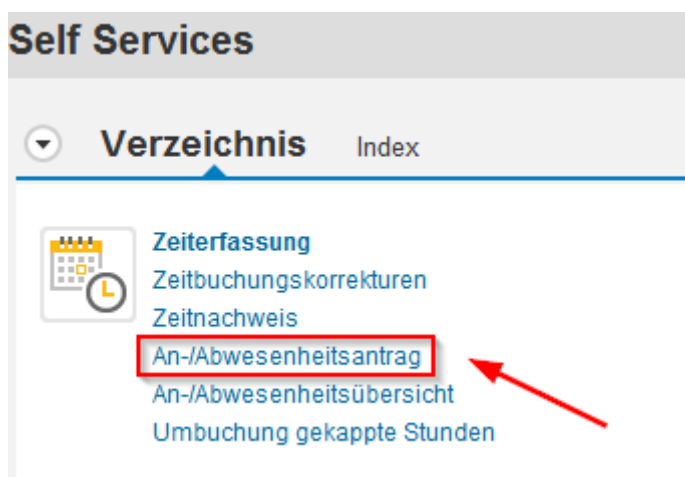 Self Services
Verzeichnis Index
Zeiterfassung
Zeitbuchungskorrekturen
Zeitnachweis
An-/Abwesenheitsantrag
An-/Abwesenheitsübersicht
Umbuchung gekappte Stunden